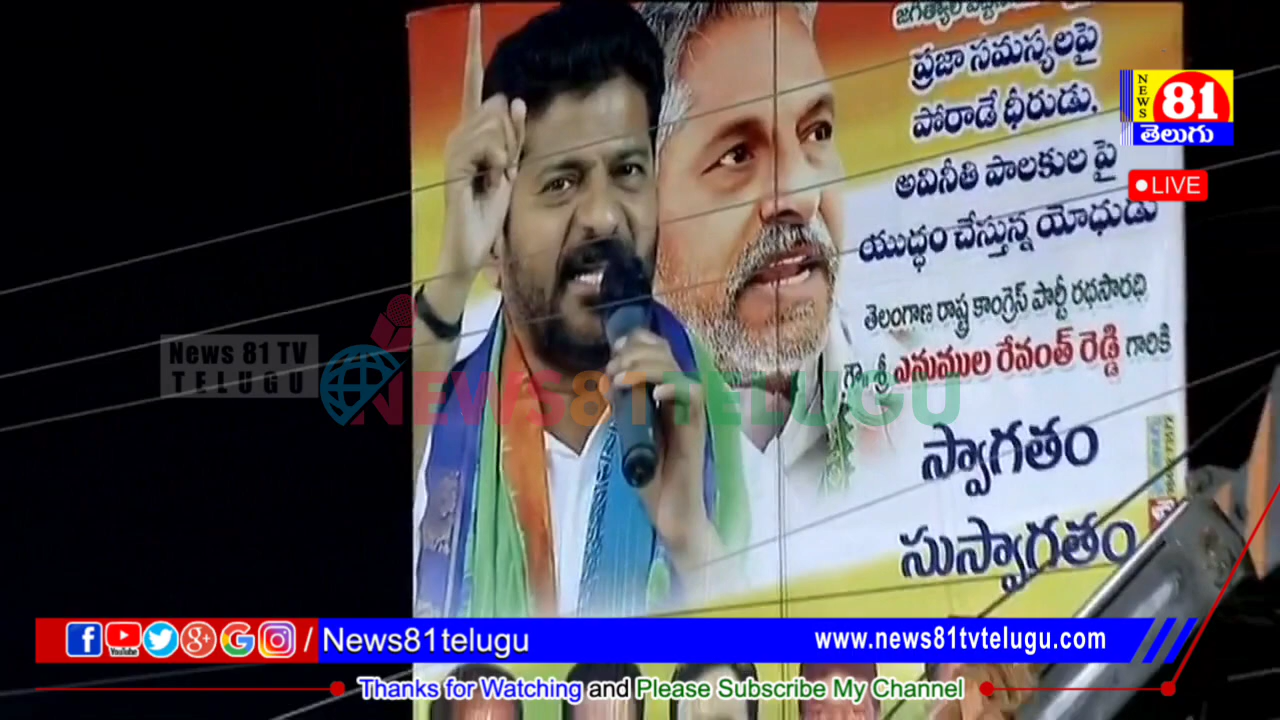 ప్రజా సమస్యలపై
పోరాడే ధీరుడు,
అవినీతి పాలకుల పై
యుద్ధం చేస్తున్న యోధుడు
తెలంగాణ రాష్ట్ర కాంగ్రెస్ పార్టీ రథసారథి
గౌ॥శ్రీ ఎనుముల రేవంత్ రెడ్డి గారికి
స్వాగతం
సుస్వాగతం
NEWS
81
తెలుగు
LIVE
News 81 TV
TELUGU
NEWS81TELUGU
YouTube
/ News81telugu
www.news81tvtelugu.com
Thanks for Watching and Please Subscribe My Channel